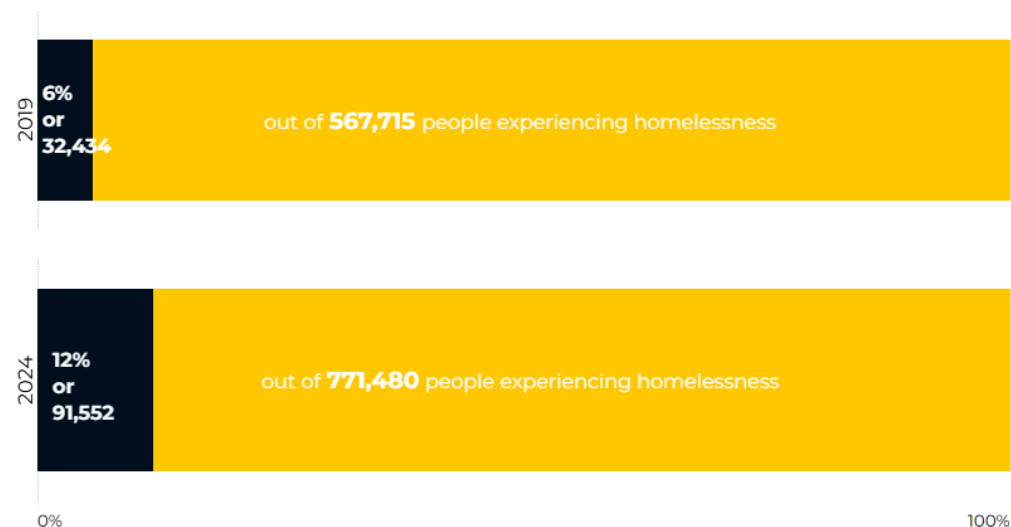 2019
6%
or
32,434
out of 567,715 people experiencing homelessness
2024
12%
or
91,552
out of 771,480 people experiencing homelessness
0%
100%